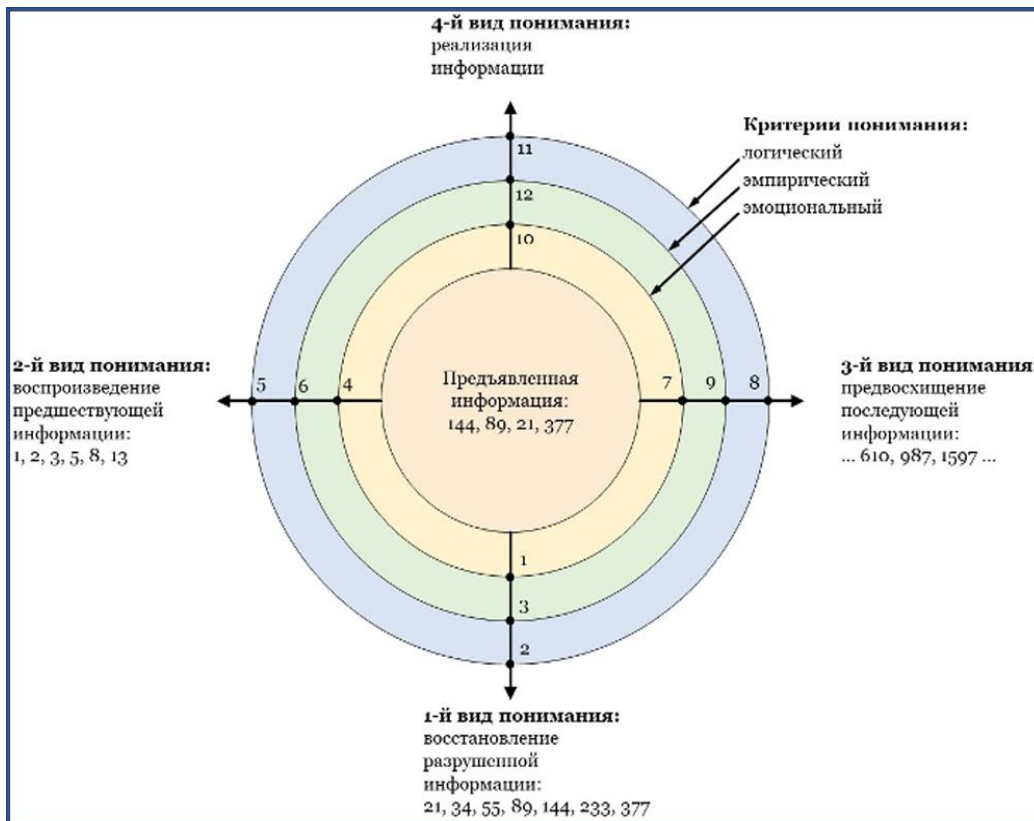 4-й вид понимания:
реализация
информации
Критерии понимания:
логический
эмпирический
эмоциональный
11
12
10
2-й вид понимания:
воспроизведение
предшествующей
информации:
1, 2, 3, 5, 8, 13
5
6
4
Предъявленная
информация:
144, 89, 21, 377
7
9
8
3-й вид понимания
предвосхищение
последующей
информации:
... 610, 987, 1597 ...
1
3
2
1-й вид понимания:
восстановление
разрушенной
информации:
21, 34, 55, 89, 144, 233, 377